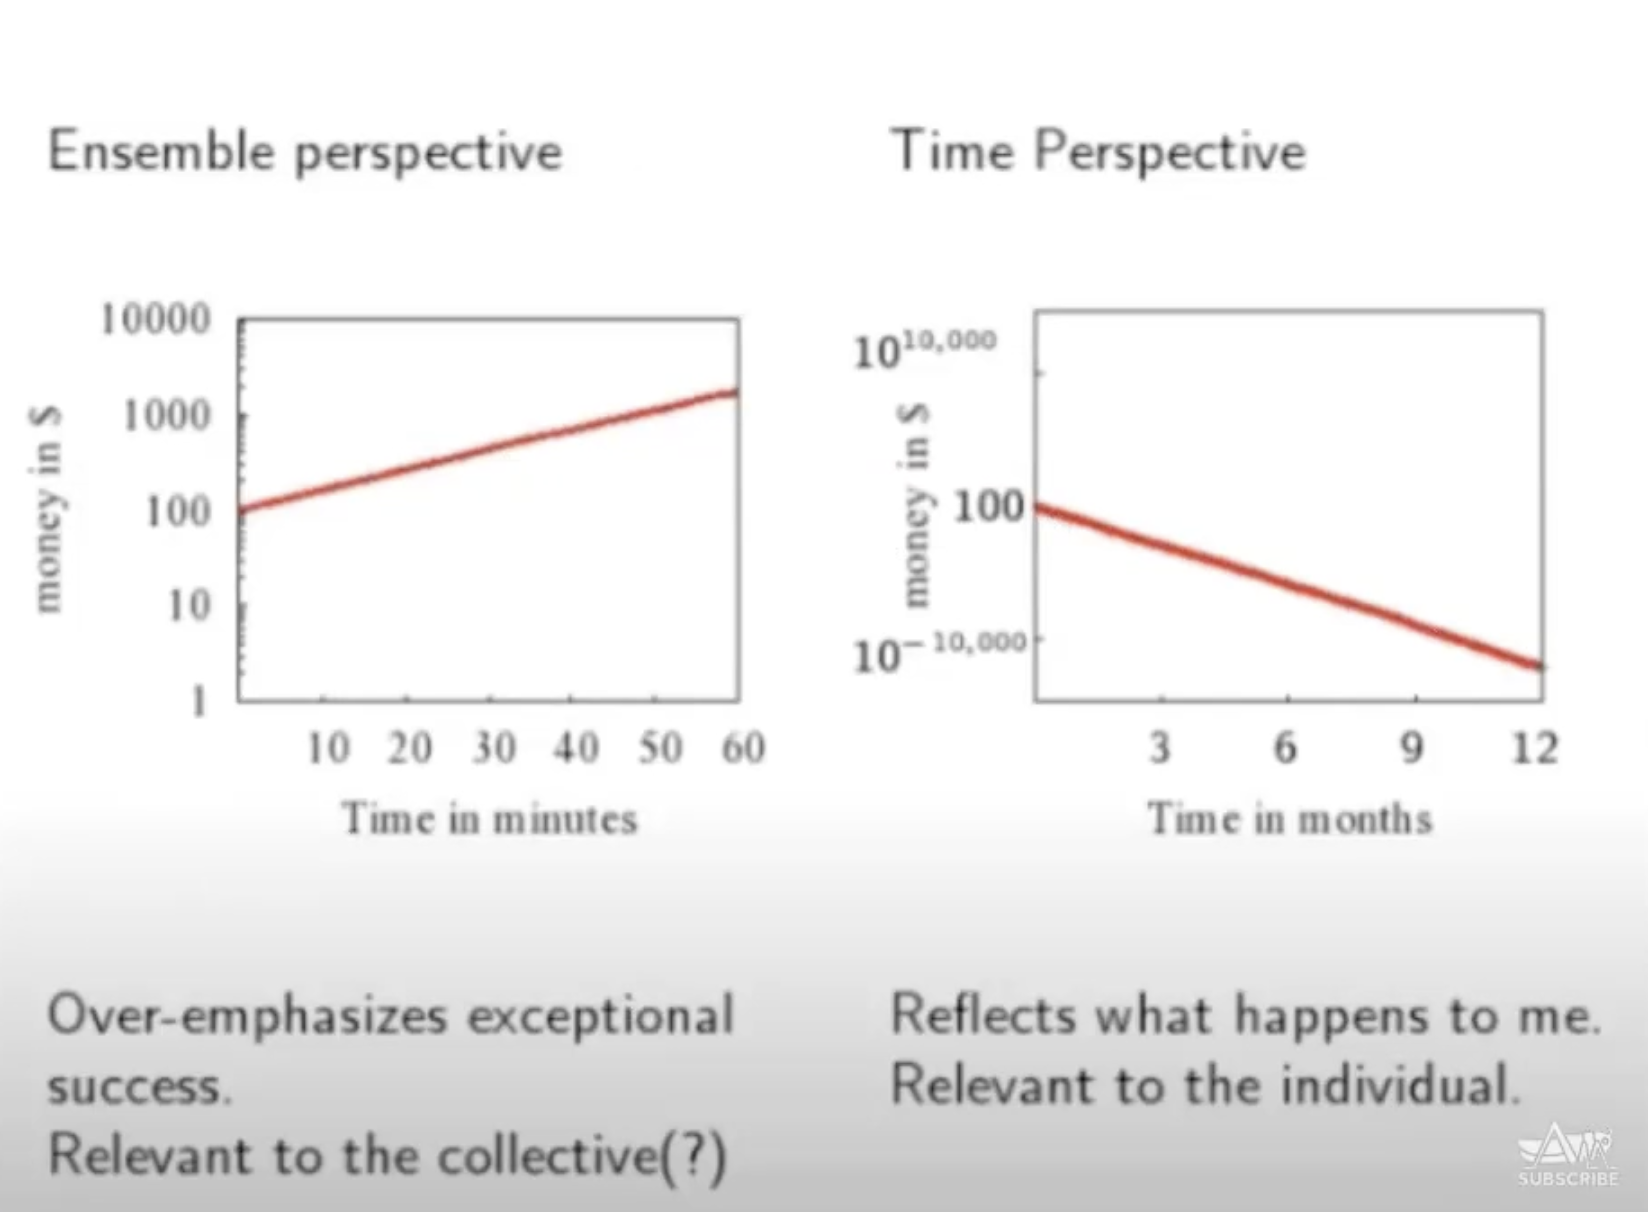 Ensemble perspective
Time Perspective
10000
1000
100
10
1
money in $
10 20 30 40 50 60
Time in minutes
10^10,000
100
10^−10,000
money in $
3 6 9 12
Time in months
Over-emphasizes exceptional
success.
Relevant to the collective(?)
Reflects what happens to me.
Relevant to the individual.
SUBSCRIBE